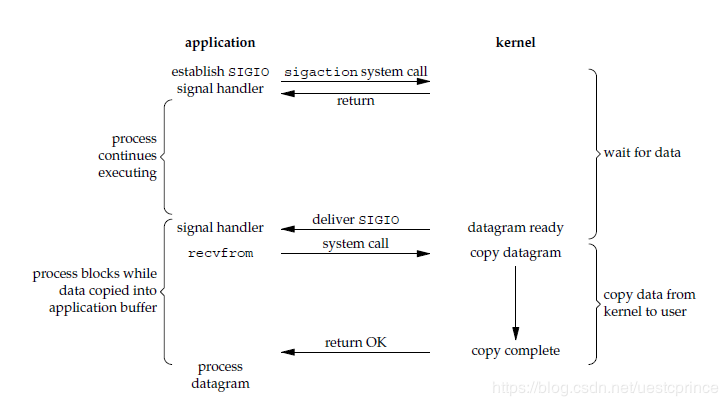 application
kernel
establish SIGIO
signal handler
sigaction system call
return
process
continues
executing
wait for data
signal handler
deliver SIGIO
datagram ready
recvfrom
system call
copy datagram
process blocks while
data copied into
application buffer
copy data from
kernel to user
return OK
copy complete
process
datagram
https://blog.csdn.net/uestcprince